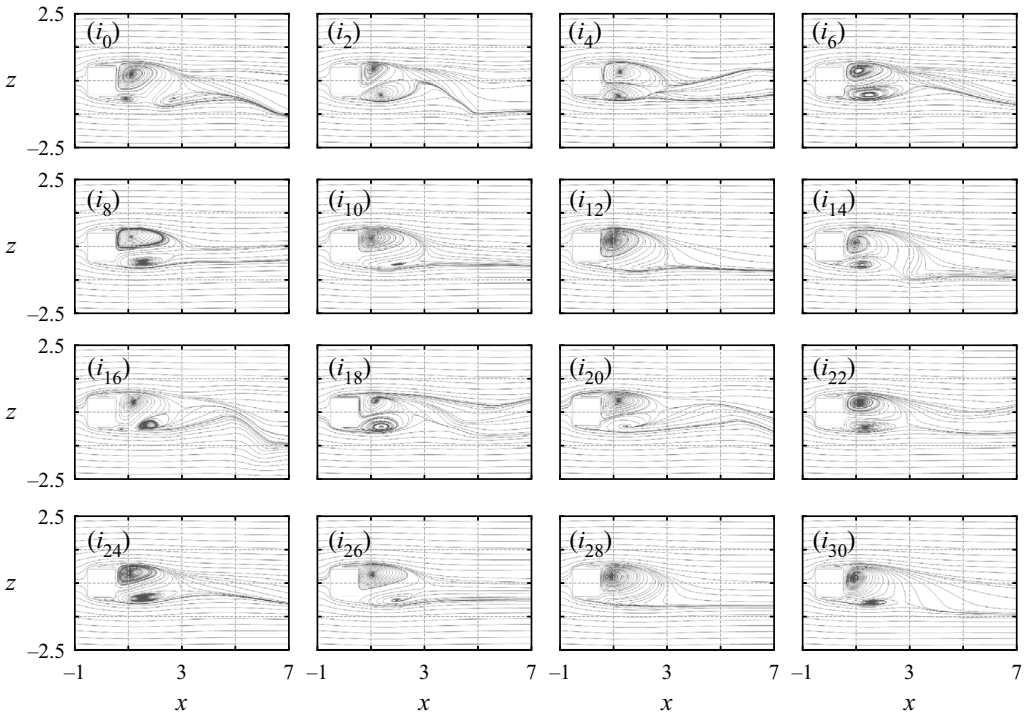 2.5
(i0) (i2) (i4) (i6)
z
–2.5
2.5
(i8) (i10) (i12) (i14)
z
–2.5
2.5
(i16) (i18) (i20) (i22)
z
–2.5
2.5
(i24) (i26) (i28) (i30)
z
–2.5
–1 3 7 –1 3 7 –1 3 7 –1 3 7
x x x x